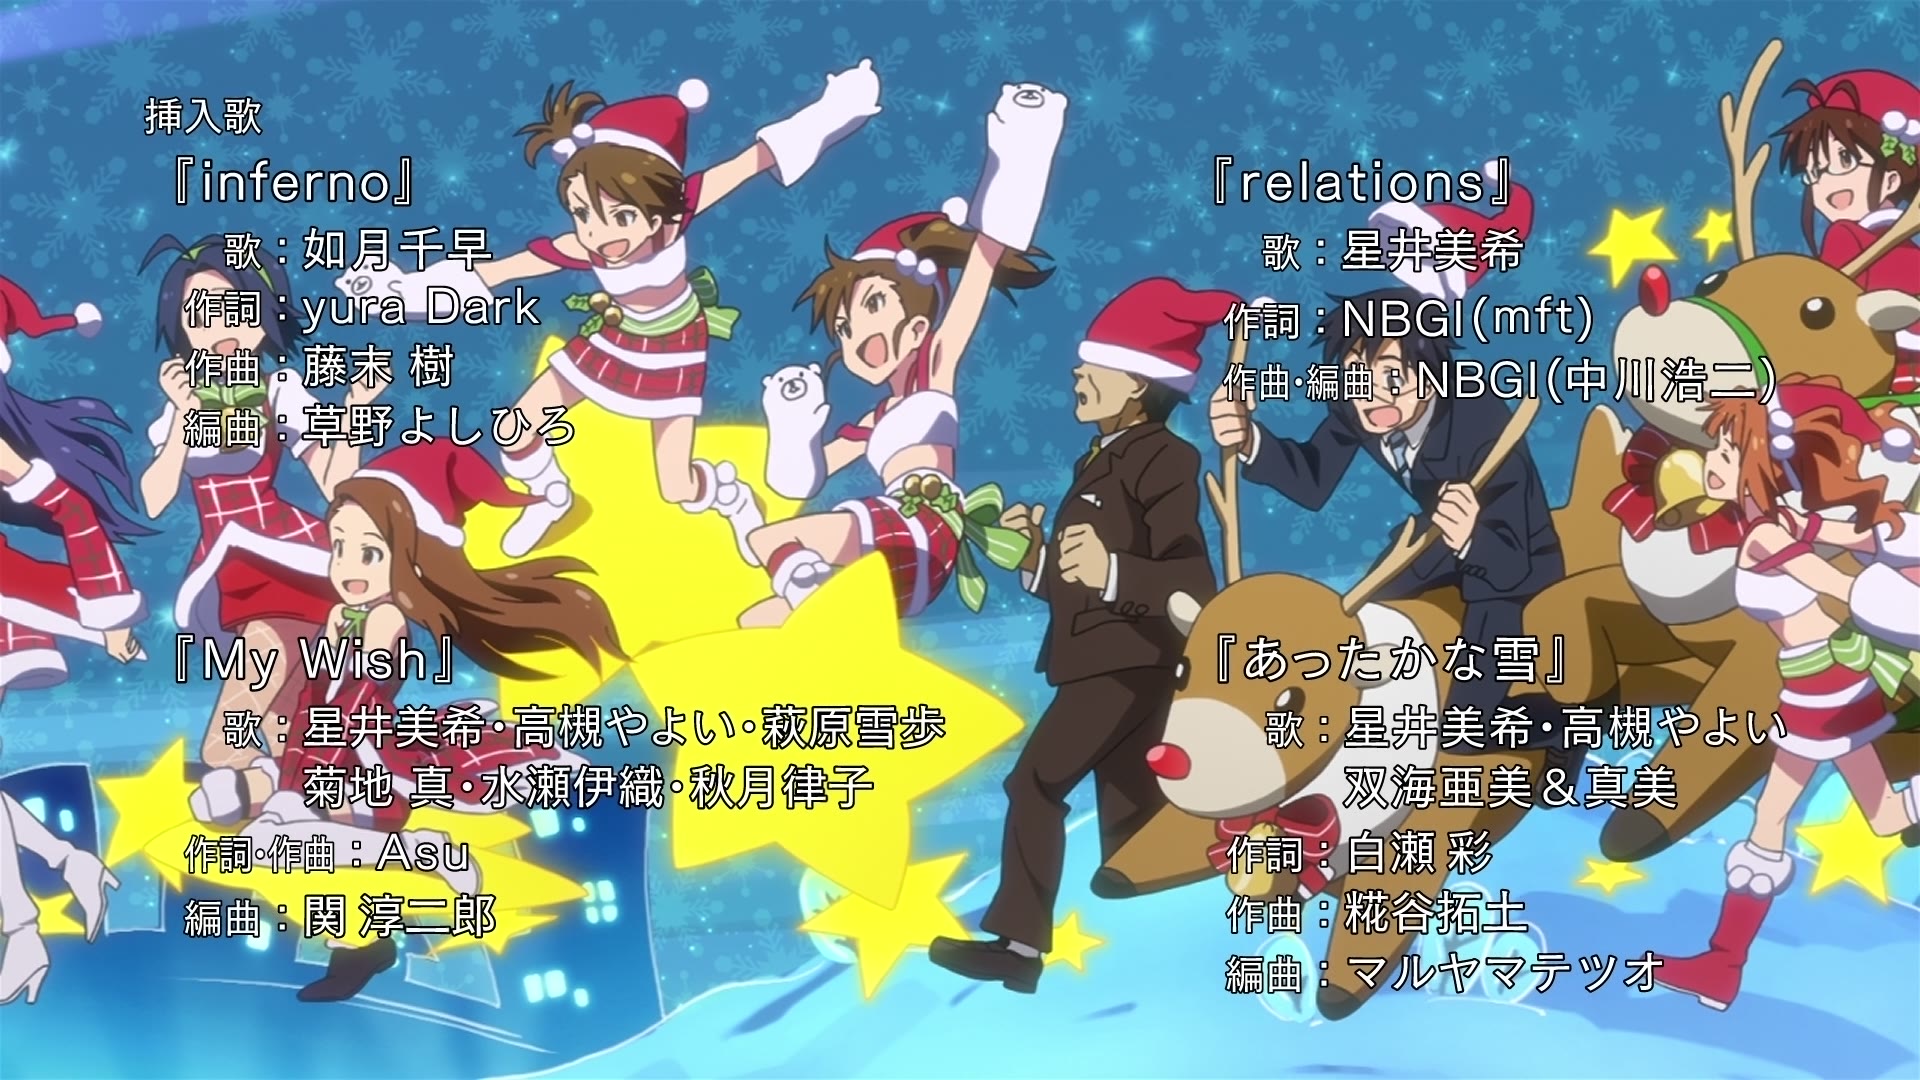 挿入歌
『inferno』
歌：如月千早
作詞：yura Dark
作曲：藤末 樹
編曲：草野よしひろ
『relations』
歌：星井美希
作詞：NBGI(mft)
作曲・編曲：NBGI(中川浩二)
『My Wish』
歌：星井美希・高槻やよい・萩原雪歩
菊地 真・水瀬伊織・秋月律子
作詞・作曲：Asu
編曲：関 淳二郎
『あったかな雪』
歌：星井美希・高槻やよい
双海亜美＆真美
作詞：白瀬 彩
作曲：糀谷拓土
編曲：マルヤマテツオ